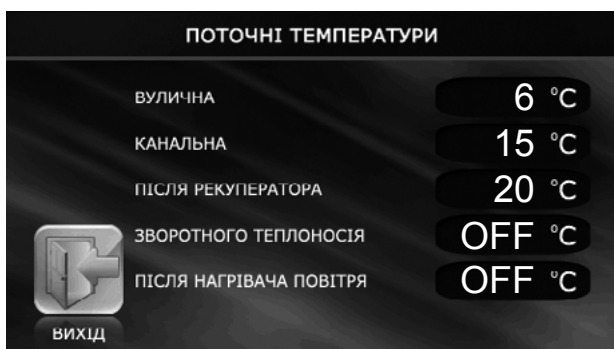 ПОТОЧНІ ТЕМПЕРАТУРИ
ВУЛИЧНА 6 °C
КАНАЛЬНА 15 °C
ПІСЛЯ РЕКУПЕРАТОРА 20 °C
ЗВОРОТНОГО ТЕПЛОНОСІЯ OFF °C
ПІСЛЯ НАГРІВАЧА ПОВІТРЯ OFF °C
ВИХІД